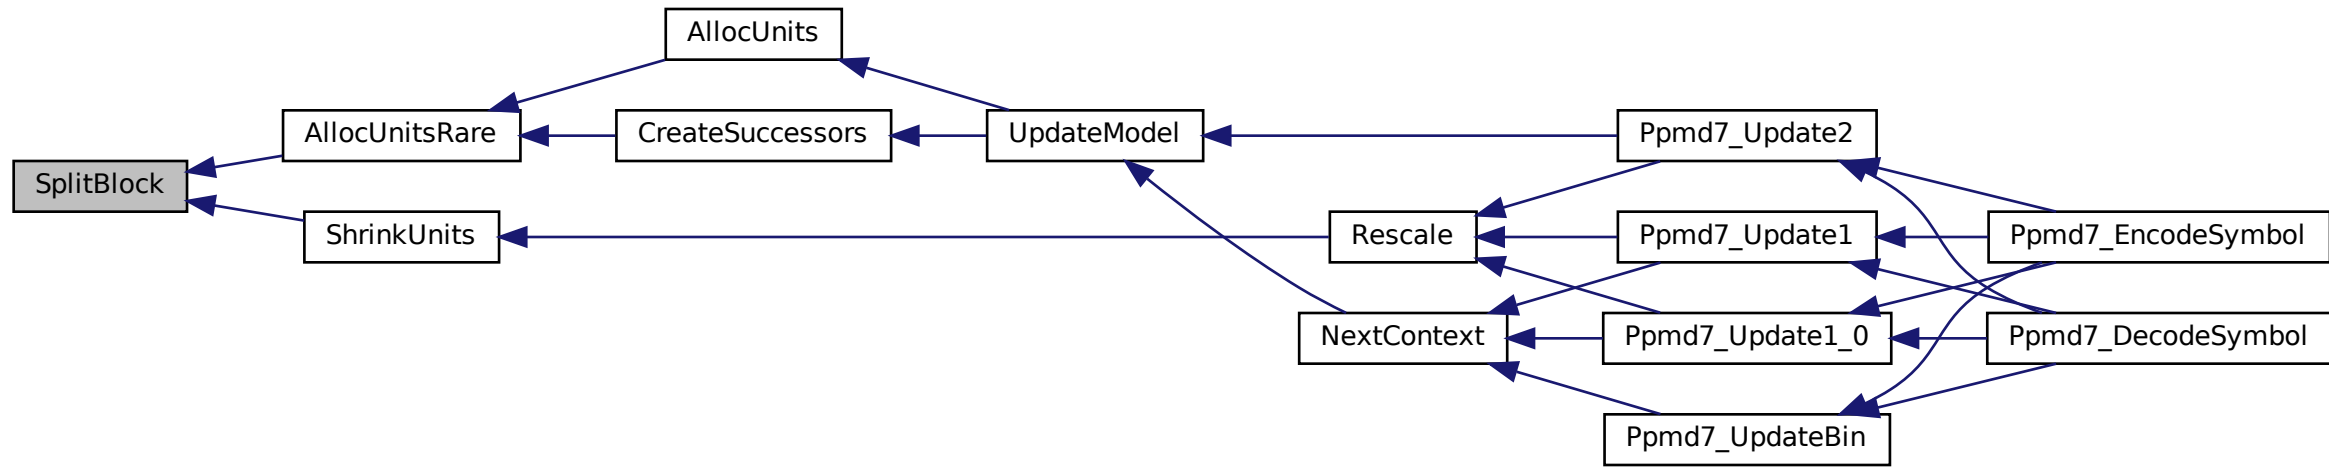 AllocUnits
AllocUnitsRare
CreateSuccessors
UpdateModel
Ppmd7_Update2
SplitBlock
ShrinkUnits
Rescale
Ppmd7_Update1
Ppmd7_EncodeSymbol
NextContext
Ppmd7_Update1_0
Ppmd7_DecodeSymbol
Ppmd7_UpdateBin